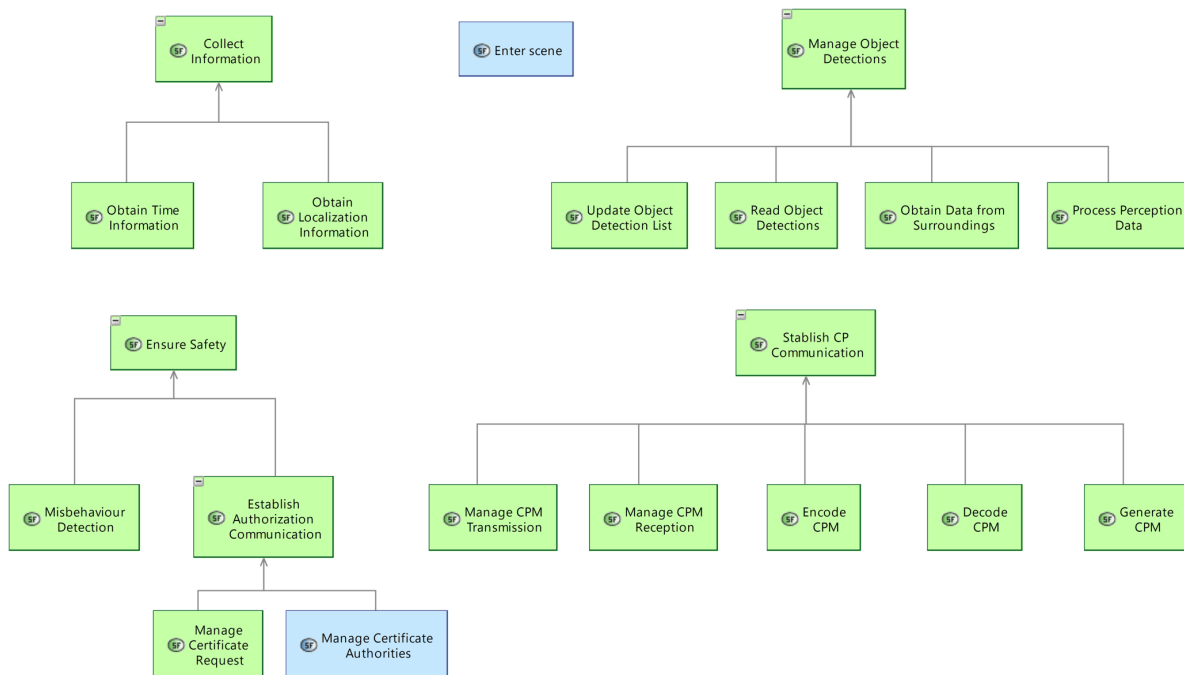 SF
Collect
Information
SF
Enter scene
SF
Manage Object
Detections
SF
Obtain Time
Information
SF
Obtain
Localization
Information
SF
Update Object
Detection List
SF
Read Object
Detections
SF
Obtain Data from
Surroundings
SF
Process Perception
Data
SF
Ensure Safety
SF
Stablish CP
Communication
SF
Misbehaviour
Detection
SF
Establish
Authorization
Communication
SF
Manage CPM
Transmission
SF
Manage CPM
Reception
SF
Encode
CPM
SF
Decode
CPM
SF
Generate
CPM
SF
Manage
Certificate
Request
SF
Manage Certificate
Authorities